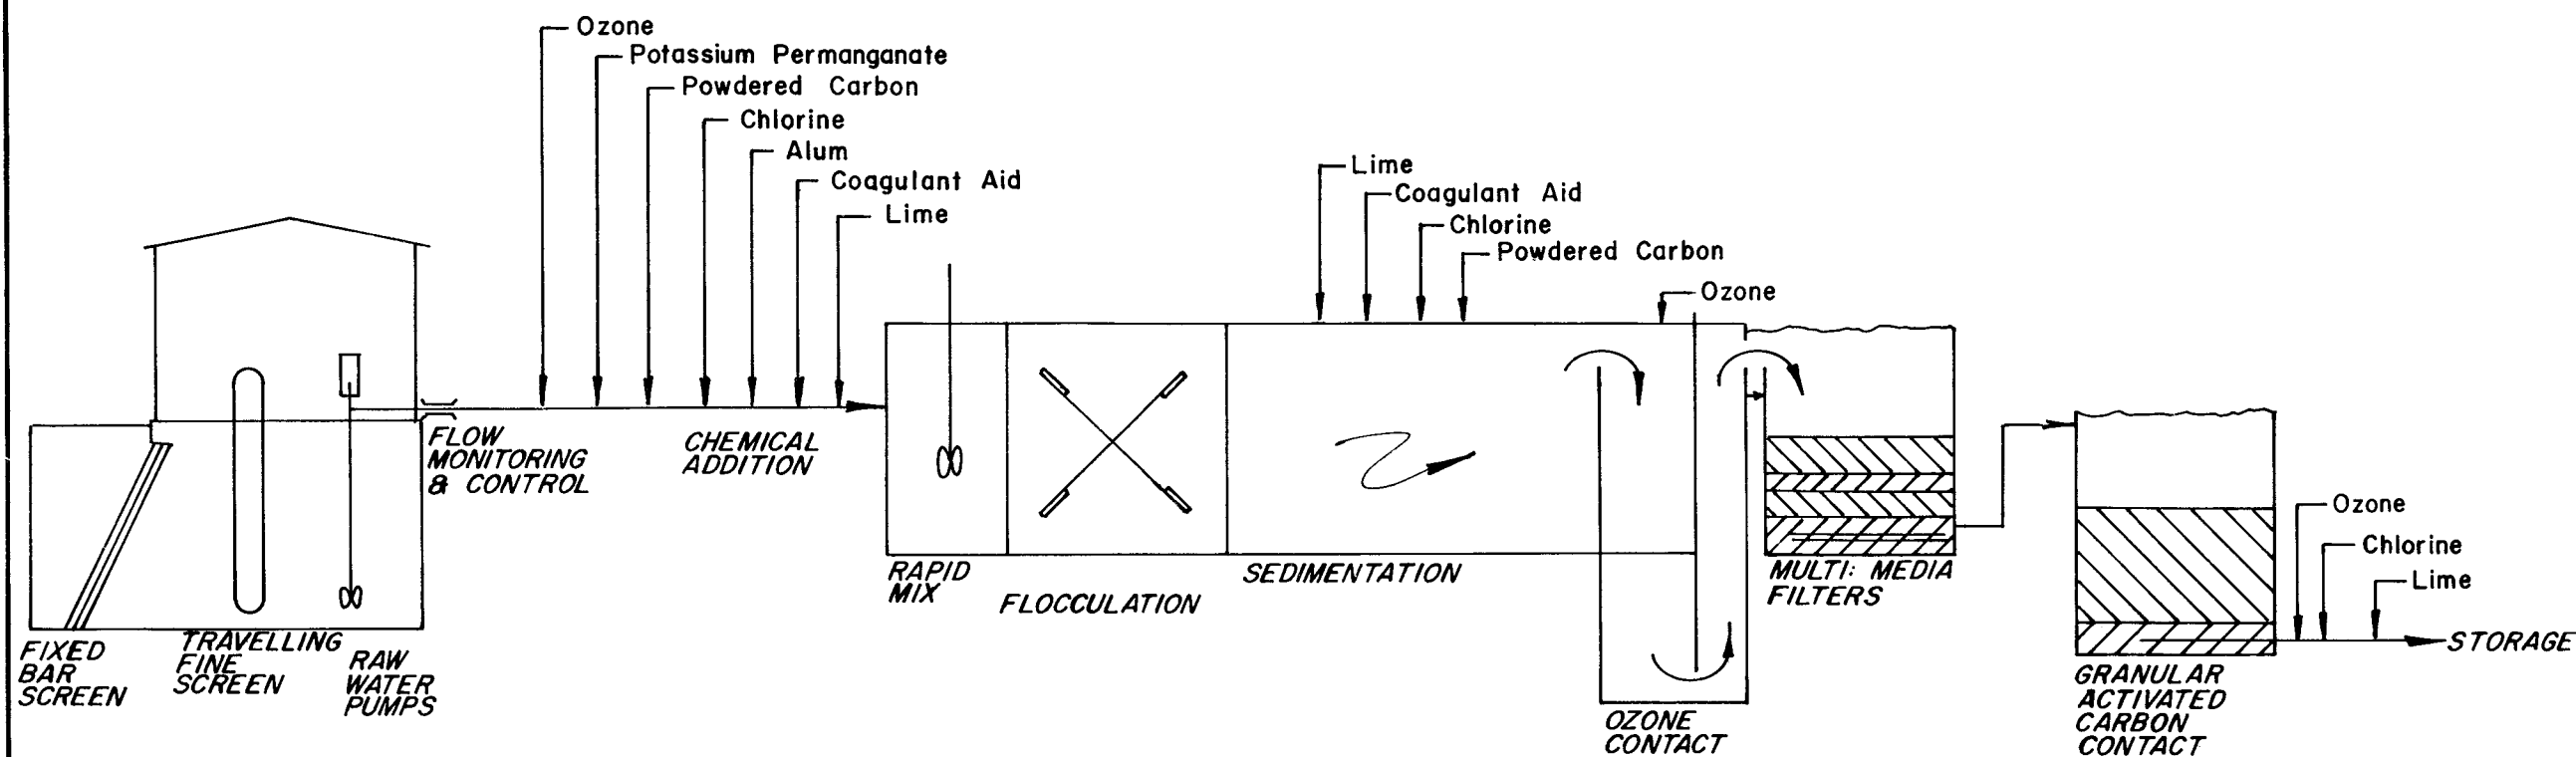 Ozone
Potassium Permanganate
Powdered Carbon
Chlorine
Alum
Coagulant Aid
Lime
Lime
Coagulant Aid
Chlorine
Powdered Carbon
Ozone
FLOW
MONITORING
& CONTROL
CHEMICAL
ADDITION
FIXED
BAR
SCREEN
TRAVELLING
FINE
SCREEN
RAW
WATER
PUMPS
RAPID
MIX
FLOCCULATION
SEDIMENTATION
OZONE
CONTACT
MULTI: MEDIA
FILTERS
GRANULAR
ACTIVATED
CARBON
CONTACT
Ozone
Chlorine
Lime
STORAGE